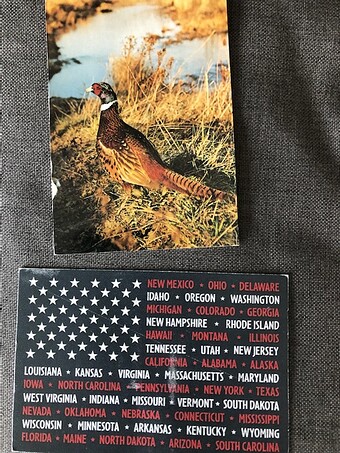 NEW MEXICO ★ OHIO ★ DELAWARE
IDAHO ★ OREGON ★ WASHINGTON
MICHIGAN ★ COLORADO ★ GEORGIA
NEW HAMPSHIRE ★ RHODE ISLAND
HAWAII ★ MONTANA ★ ILLINOIS
TENNESSEE ★ UTAH ★ NEW JERSEY
CALIFORNIA ★ ALABAMA ★ ALASKA
LOUISIANA ★ KANSAS ★ VIRGINIA ★ MASSACHUSETTS ★ MARYLAND
IOWA ★ NORTH CAROLINA ★ PENNSYLVANIA ★ NEW YORK ★ TEXAS
WEST VIRGINIA ★ INDIANA ★ MISSOURI ★ VERMONT ★ SOUTH DAKOTA
NEVADA ★ OKLAHOMA ★ NEBRASKA ★ CONNECTICUT ★ MISSISSIPPI
WISCONSIN ★ MINNESOTA ★ ARKANSAS ★ KENTUCKY ★ WYOMING
FLORIDA ★ MAINE ★ NORTH DAKOTA ★ ARIZONA ★ SOUTH CAROLINA